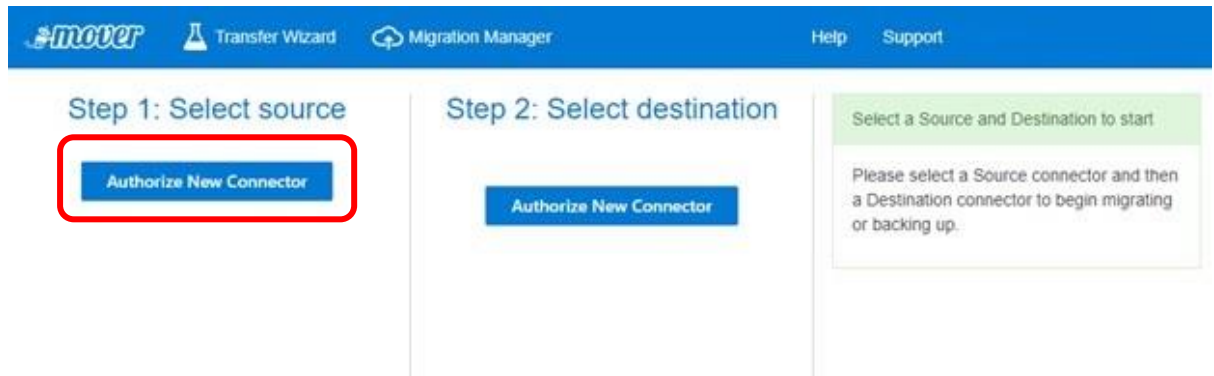 mover Transfer Wizard Migration Manager Help Support
Step 1: Select source
Authorize New Connector
Step 2: Select destination
Authorize New Connector
Select a Source and Destination to start
Please select a Source connector and then
a Destination connector to begin migrating
or backing up.